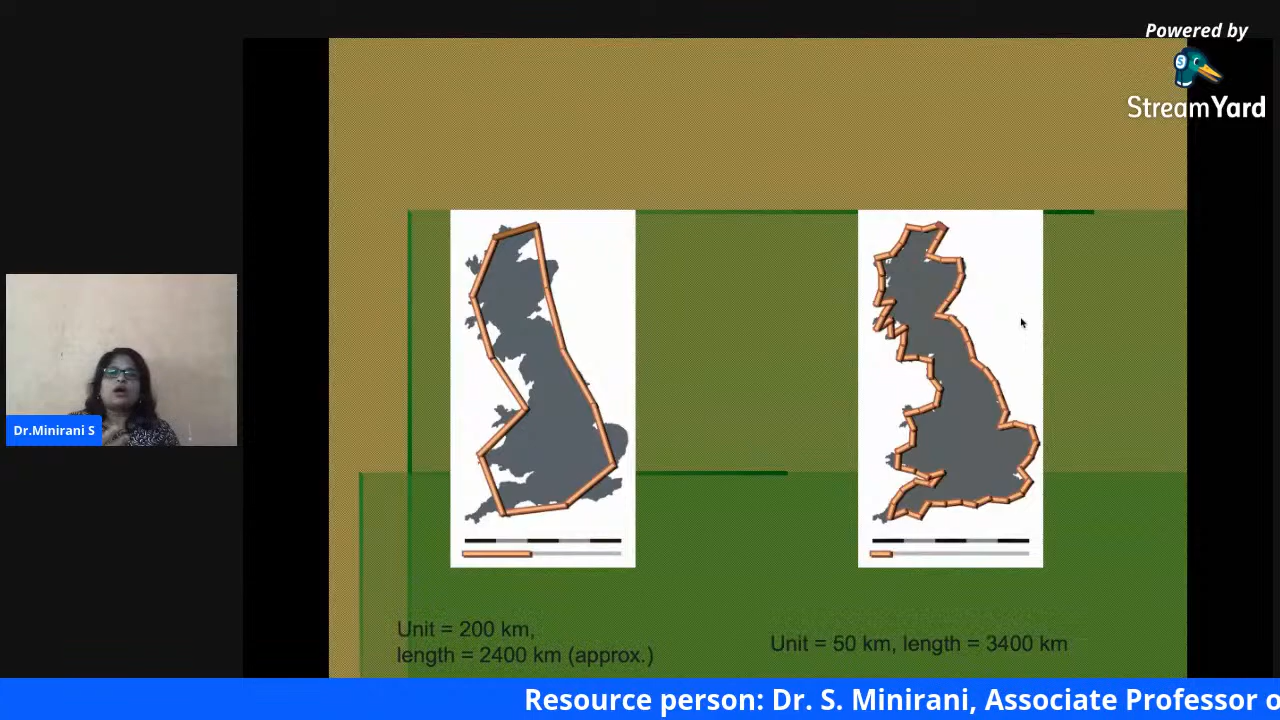 Powered by
StreamYard
Dr.Minirani S
Unit = 200 km,
length = 2400 km (approx.)
Unit = 50 km, length = 3400 km
Resource person: Dr. S. Minirani, Associate Professor o